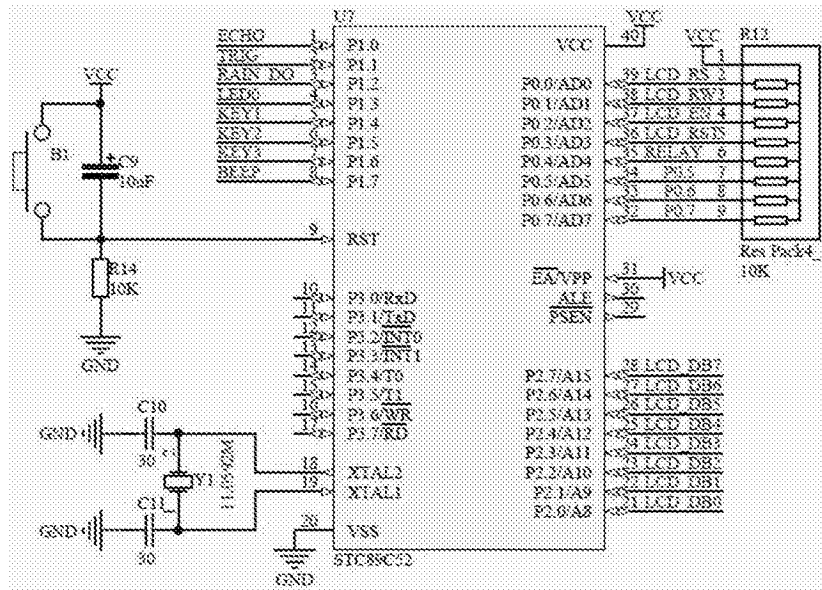 U7
VCC
ECHO 1 P1.0
TRIG P1.1
RAIN_DO P1.2
LED0 4 P1.3
KEY1 P1.4
KEY2 P1.5
KEY3 P1.6
BEEP P1.7
VCC
B1
C9
10uF
9 RST
R14
10K
GND
10 P3.0/RxD
11 P3.1/TxD
12 P3.2/INT0
13 P3.3/INT1
14 P3.4/T0
15 P3.5/T1
16 P3.6/WR
17 P3.7/RD
C10
GND
30
18 XTAL2
Y1
19 XTAL1
C11
GND
30
20 VSS
GND
STC89C52
VCC 40
VCC
R12
1
P0.0/AD0 39 LCD_RS 2
P0.1/AD1 38 LCD_RW 3
P0.2/AD2 37 LCD_EN 4
P0.3/AD3 36 LCD_RST 5
P0.4/AD4 35 RELAY 6
P0.5/AD5 34 P0.5 7
P0.6/AD6 33 P0.6 8
P0.7/AD7 32 P0.7 9
Res Pack4_
10K
EA/VPP 31 VCC
ALE 30
PSEN 29
P2.7/A15 28 LCD_DB7
P2.6/A14 27 LCD_DB6
P2.5/A13 26 LCD_DB5
P2.4/A12 25 LCD_DB4
P2.3/A11 24 LCD_DB3
P2.2/A10 23 LCD_DB2
P2.1/A9 22 LCD_DB1
P2.0/A8 21 LCD_DB0